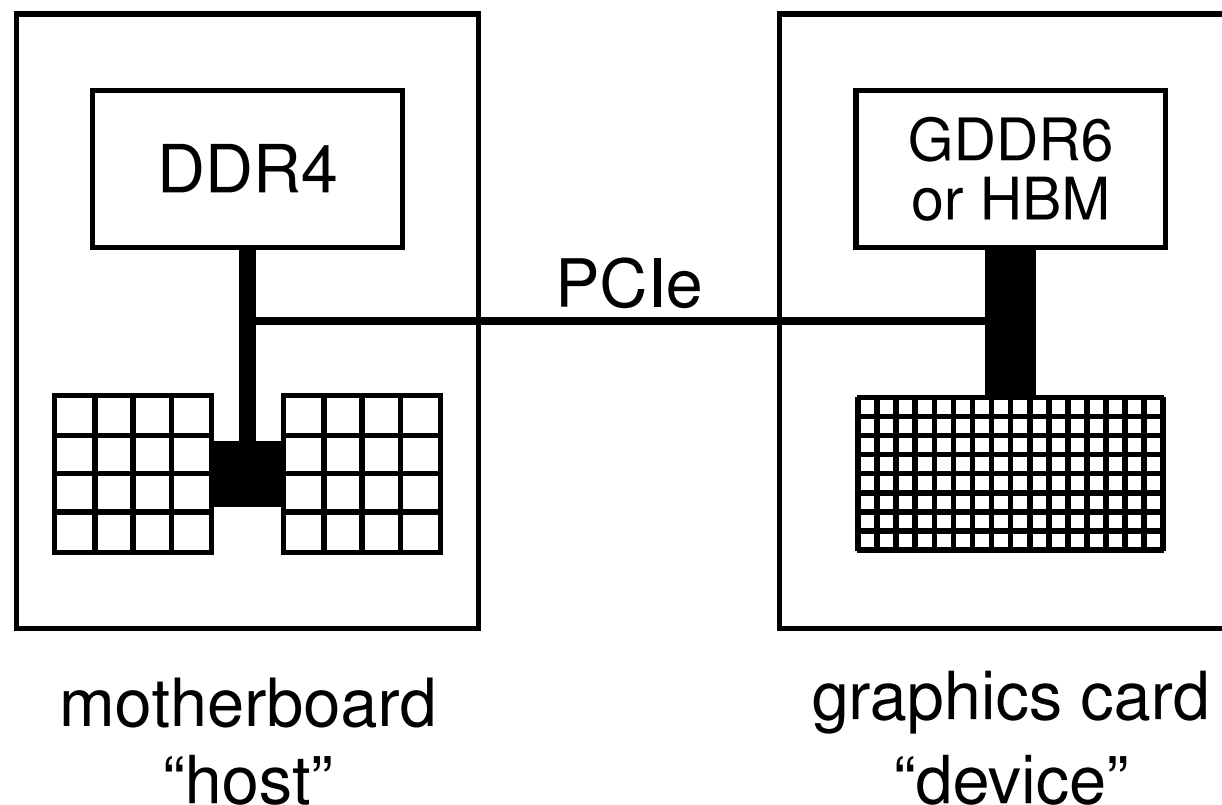 DDR4
GDDR6
or HBM
PCIe
motherboard
“host”
graphics card
“device”